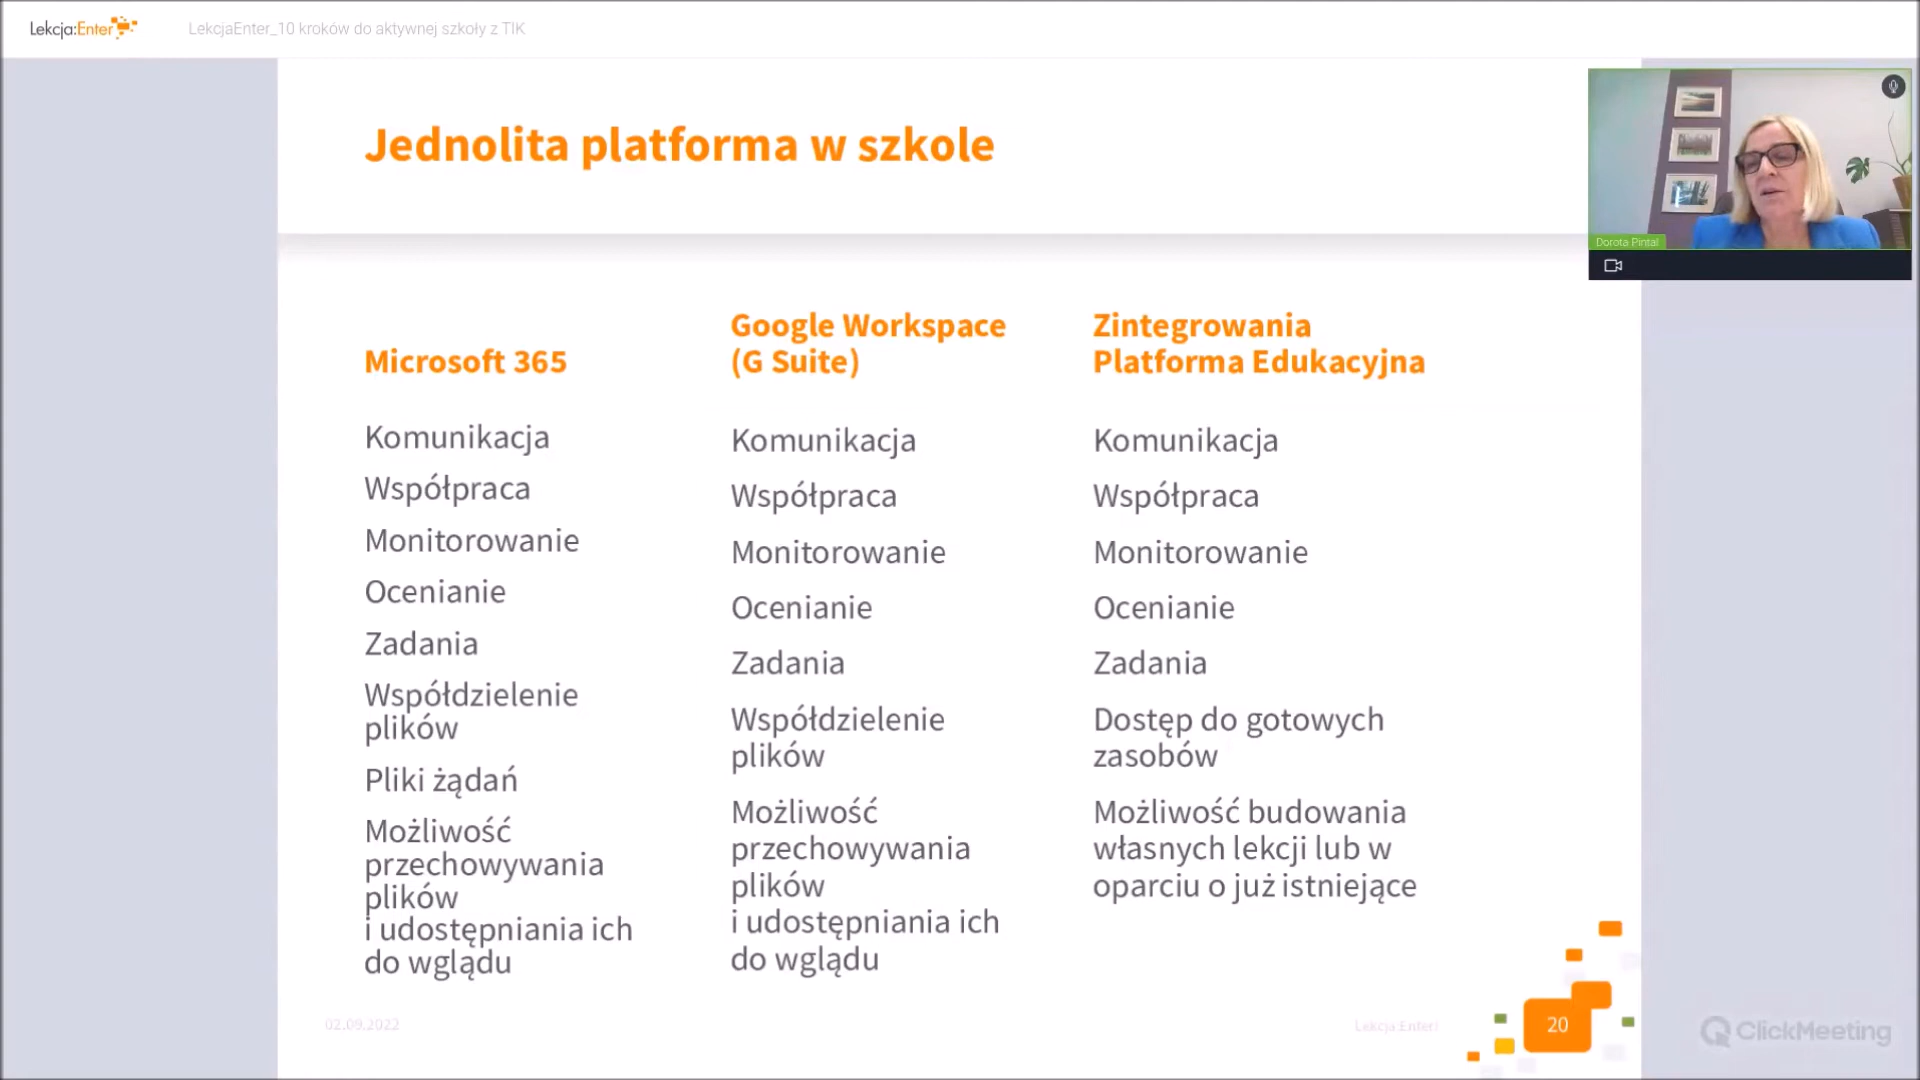 Lekcja:Enter
LekcjaEnter_10 kroków do aktywnej szkoły z TIK
Jednolita platforma w szkole
Dorota Pintal
Microsoft 365
Komunikacja
Współpraca
Monitorowanie
Ocenianie
Zadania
Współdzielenie
plików
Pliki żądań
Możliwość
przechowywania
plików
i udostępniania ich
do wglądu
Google Workspace
(G Suite)
Komunikacja
Współpraca
Monitorowanie
Ocenianie
Zadania
Współdzielenie
plików
Możliwość
przechowywania
plików
i udostępniania ich
do wglądu
Zintegrowania
Platforma Edukacyjna
Komunikacja
Współpraca
Monitorowanie
Ocenianie
Zadania
Dostęp do gotowych
zasobów
Możliwość budowania
własnych lekcji lub w
oparciu o już istniejące
02.09.2022
Lekcja:Enter!
20
ClickMeeting